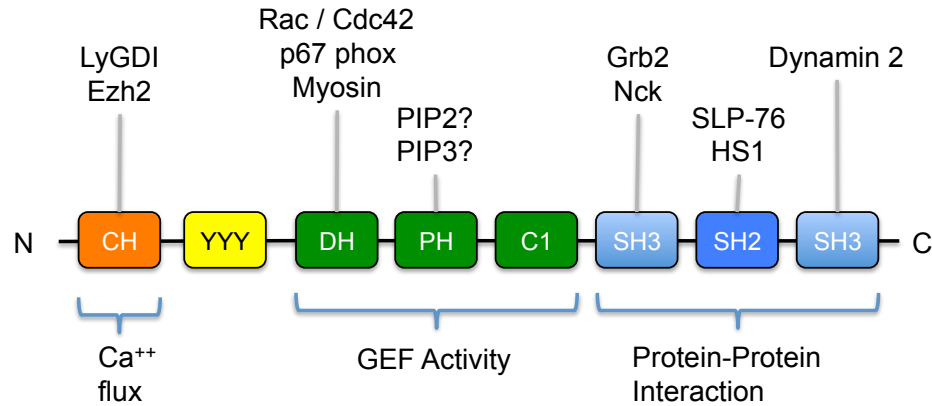 LyGDI
Ezh2
Rac / Cdc42
p67 phox
Myosin
PIP2?
PIP3?
Grb2
Nck
SLP-76
HS1
Dynamin 2
N CH YYY DH PH C1 SH3 SH2 SH3 C
Ca⁺⁺
flux
GEF Activity
Protein-Protein
Interaction